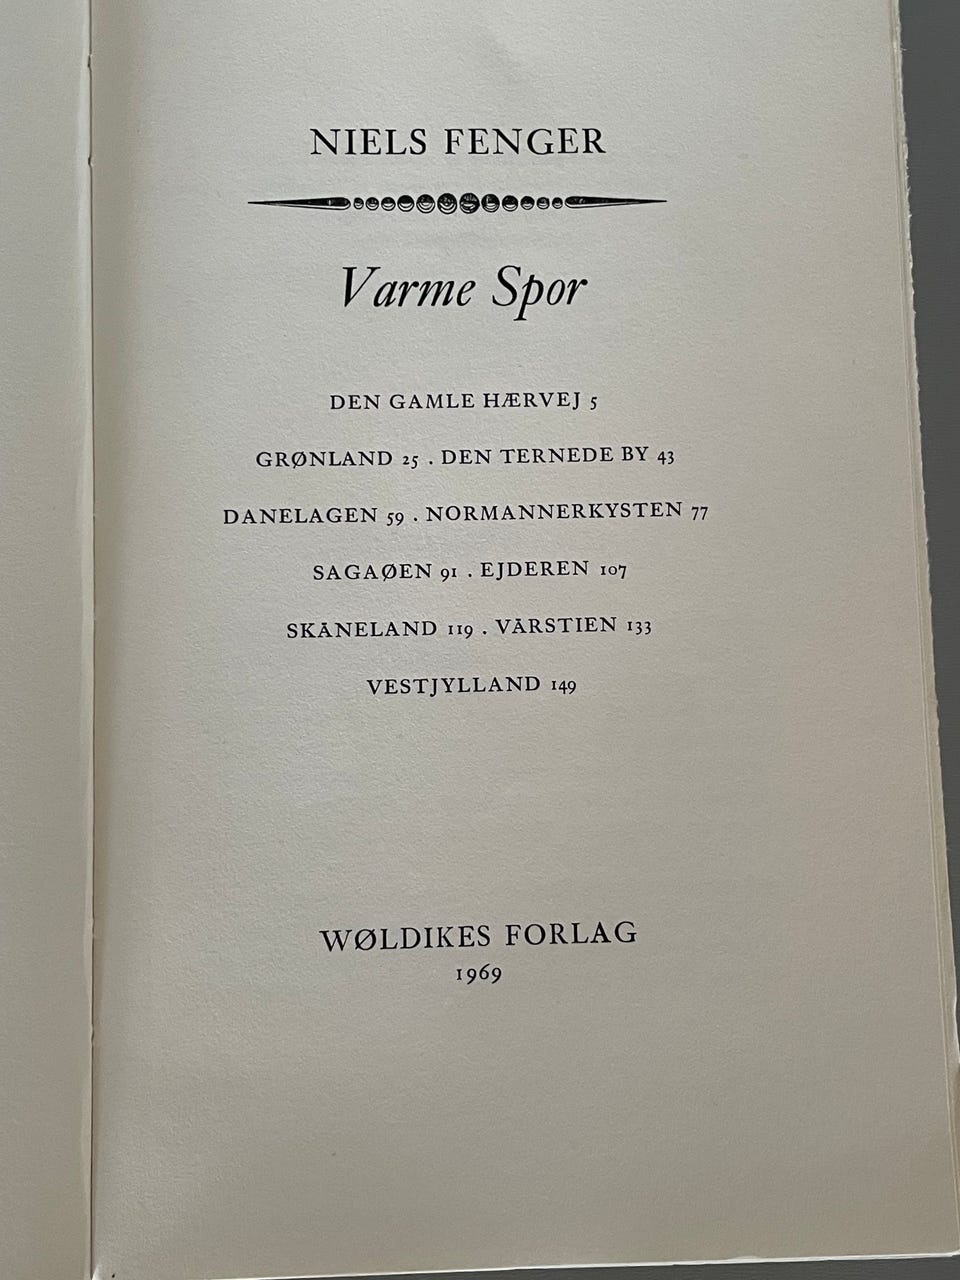 NIELS FENGER
Varme Spor
DEN GAMLE HÆRVEJ 5
GRØNLAND 25 . DEN TERNEDE BY 43
DANELAGEN 59 . NORMANNERKYSTEN 77
SAGAØEN 91 . EJDEREN 107
SKÅNELAND 119 . VÅRSTIEN 133
VESTJYLLAND 149
WØLDIKES FORLAG
1969